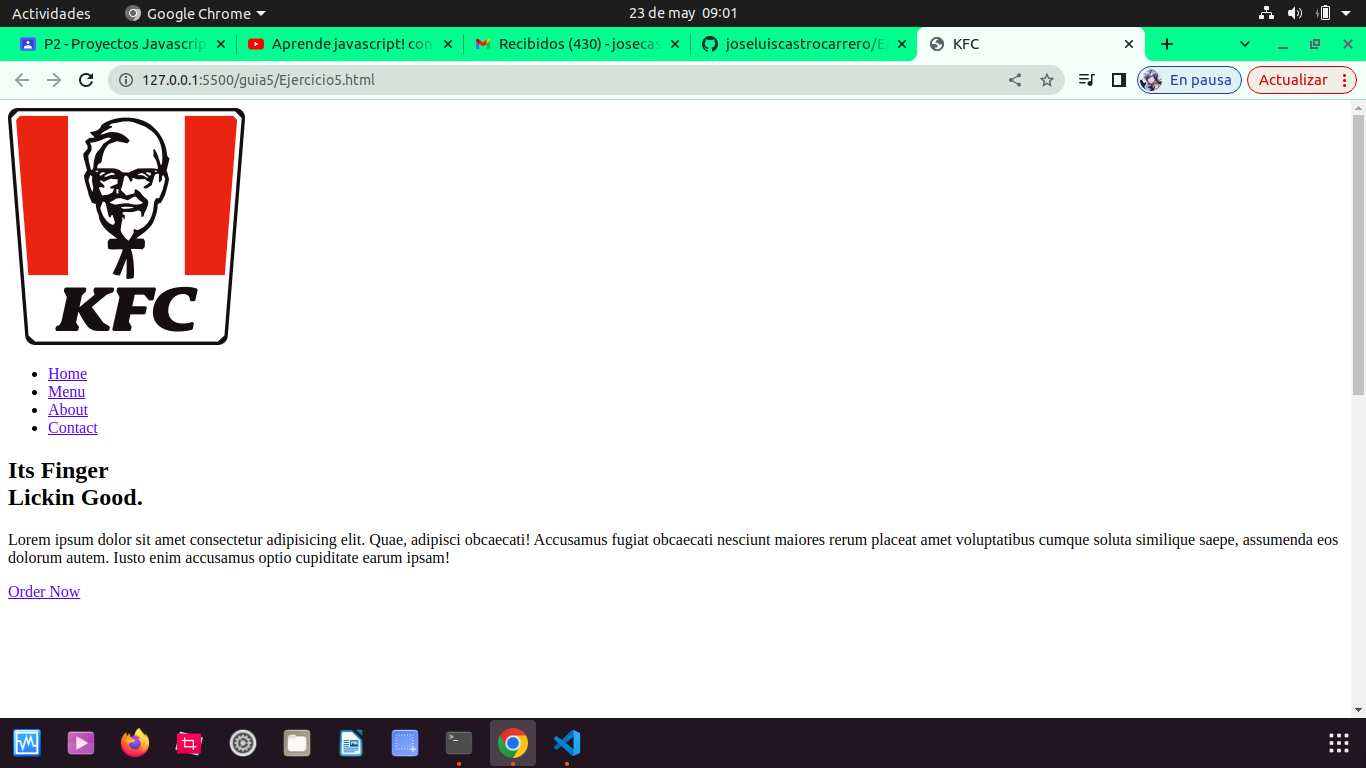 Actividades
Google Chrome
23 de may 09:01
P2 - Proyectos Javascrip
Aprende javascript! con
Recibidos (430) - josecas
joseluiscastrocarrero/Ej
KFC
127.0.0.1:5500/guia5/Ejercicio5.html
En pausa
Actualizar
KFC
Home
Menu
About
Contact
Its Finger
Lickin Good.
Lorem ipsum dolor sit amet consectetur adipisicing elit. Quae, adipisci obcaecati! Accusamus fugiat obcaecati nesciunt maiores rerum placeat amet voluptatibus cumque soluta similique saepe, assumenda eos
dolorum autem. Iusto enim accusamus optio cupiditate earum ipsam!
Order Now